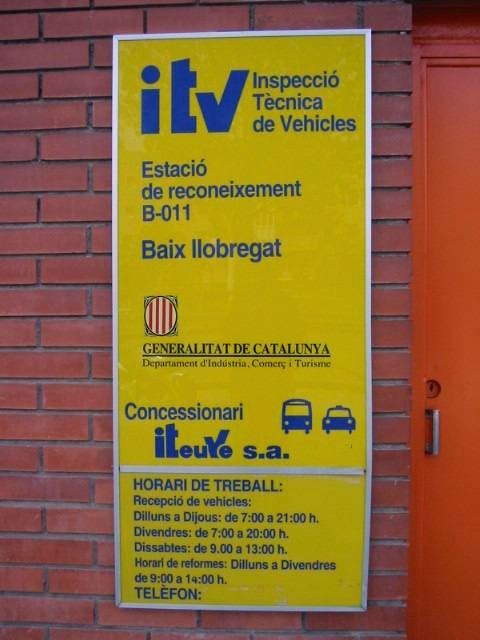 itv Inspecció
Tècnica
de Vehicles
Estació
de reconeixement
B-011
Baix llobregat
GENERALITAT DE CATALUNYA
Departament d'Indústria, Comerç i Turisme
Concessionari
iteuve s.a.
HORARI DE TREBALL:
Recepció de vehicles:
Dilluns a Dijous: de 7:00 a 21:00 h.
Divendres: de 7:00 a 20:00 h.
Dissabtes: de 9.00 a 13:00 h.
Horari de reformes: Dilluns a Divendres
de 9:00 a 14:00 h.
TELÈFON: